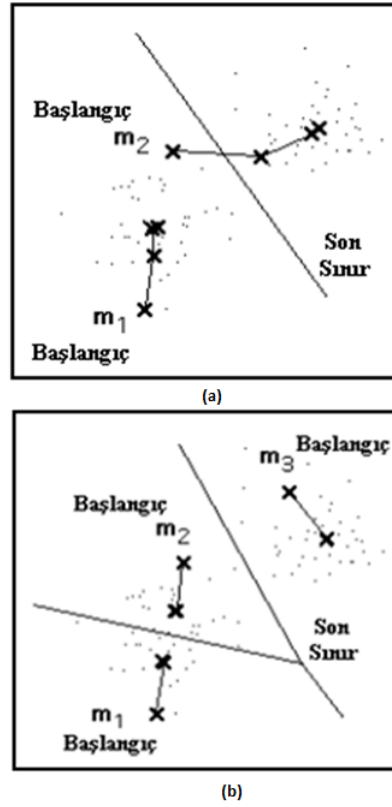 Başlangıç
m2
Son
Sınır
m1
Başlangıç
(a)
Başlangıç
m3
Başlangıç
m2
Son
Sınır
m1
Başlangıç
(b)